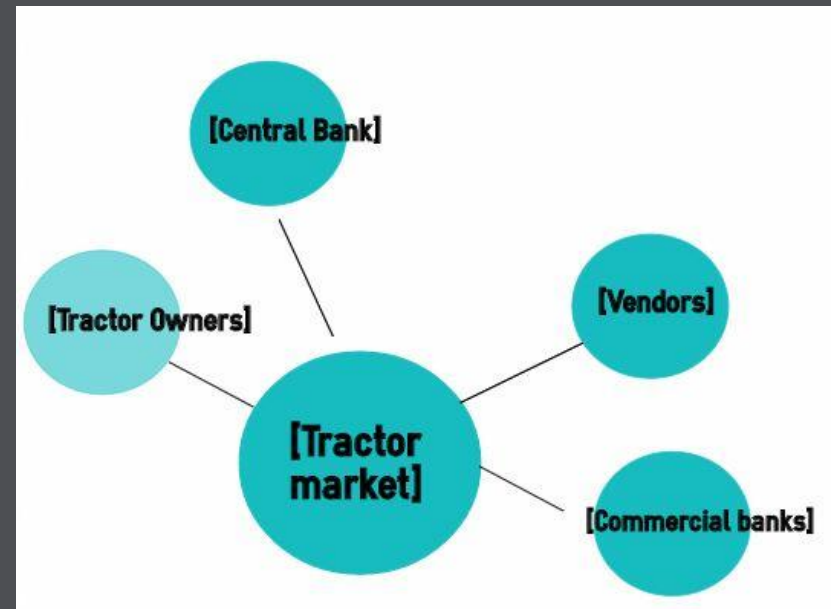 [Central Bank]
[Vendors]
[Tractor Owners]
[Tractor
market]
[Commercial banks]